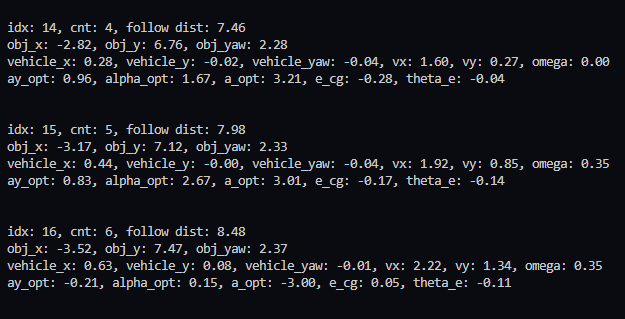 idx: 14, cnt: 4, follow dist: 7.46
obj_x: -2.82, obj_y: 6.76, obj_yaw: 2.28
vehicle_x: 0.28, vehicle_y: -0.02, vehicle_yaw: -0.04, vx: 1.60, vy: 0.27, omega: 0.00
ay_opt: 0.96, alpha_opt: 1.67, a_opt: 3.21, e_cg: -0.28, theta_e: -0.04
idx: 15, cnt: 5, follow dist: 7.98
obj_x: -3.17, obj_y: 7.12, obj_yaw: 2.33
vehicle_x: 0.44, vehicle_y: -0.00, vehicle_yaw: -0.04, vx: 1.92, vy: 0.85, omega: 0.35
ay_opt: 0.83, alpha_opt: 2.67, a_opt: 3.01, e_cg: -0.17, theta_e: -0.14
idx: 16, cnt: 6, follow dist: 8.48
obj_x: -3.52, obj_y: 7.47, obj_yaw: 2.37
vehicle_x: 0.63, vehicle_y: 0.08, vehicle_yaw: -0.01, vx: 2.22, vy: 1.34, omega: 0.35
ay_opt: -0.21, alpha_opt: 0.15, a_opt: -3.00, e_cg: 0.05, theta_e: -0.11